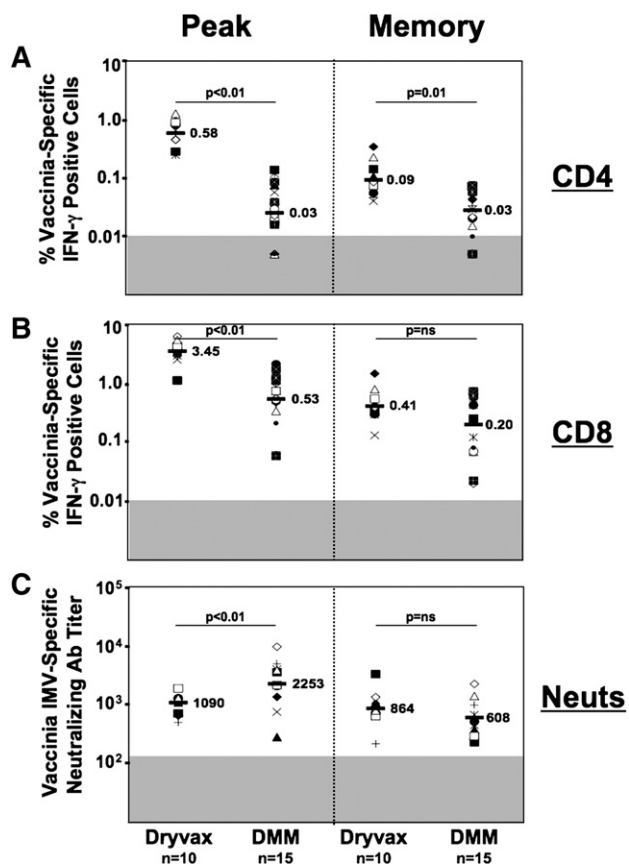 Peak Memory
A
% Vaccinia-Specific
IFN-γ Positive Cells
1.0
0.1
0.01
p<0.01
p=0.01
0.58
0.03
0.09
0.03
CD4
B
% Vaccinia-Specific
IFN-γ Positive Cells
10
1.0
0.1
0.01
p<0.01
p=ns
3.45
0.53
0.41
0.20
CD8
C
Vaccinia IMV-Specific
Neutralizing Ab Titer
10⁵
10⁴
10³
10²
p<0.01
p=ns
1090
2253
864
608
Neuts
Dryvax DMM Dryvax DMM
n=10 n=15 n=10 n=15